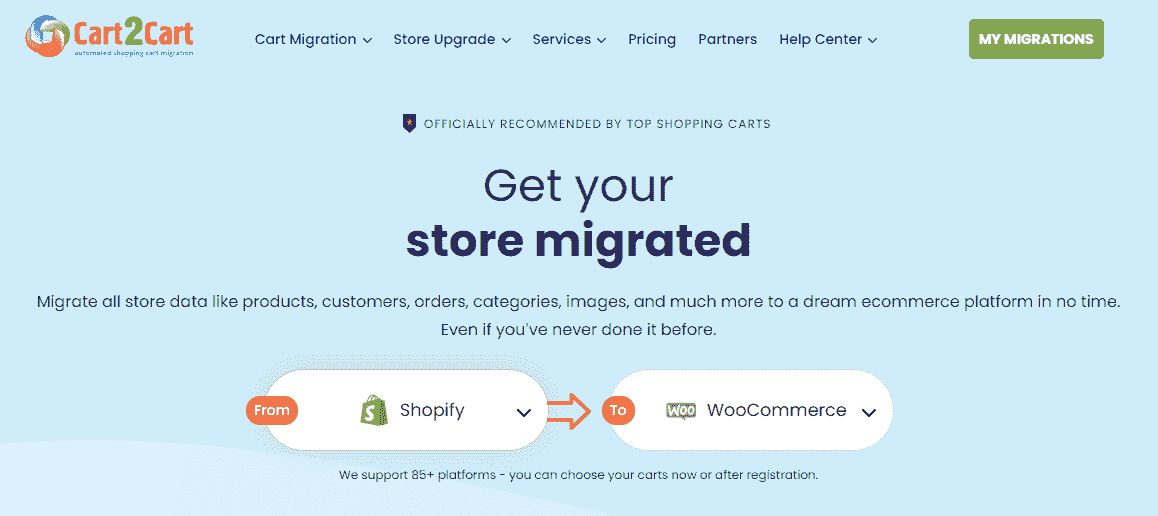 Cart2Cart
automated shopping cart migration
Cart Migration
Store Upgrade
Services
Pricing
Partners
Help Center
MY MIGRATIONS
OFFICIALLY RECOMMENDED BY TOP SHOPPING CARTS
Get your
store migrated
Migrate all store data like products, customers, orders, categories, images, and much more to a dream ecommerce platform in no time.
Even if you've never done it before.
From
Shopify
To
WOO
WooCommerce
We support 85+ platforms - you can choose your carts now or after registration.